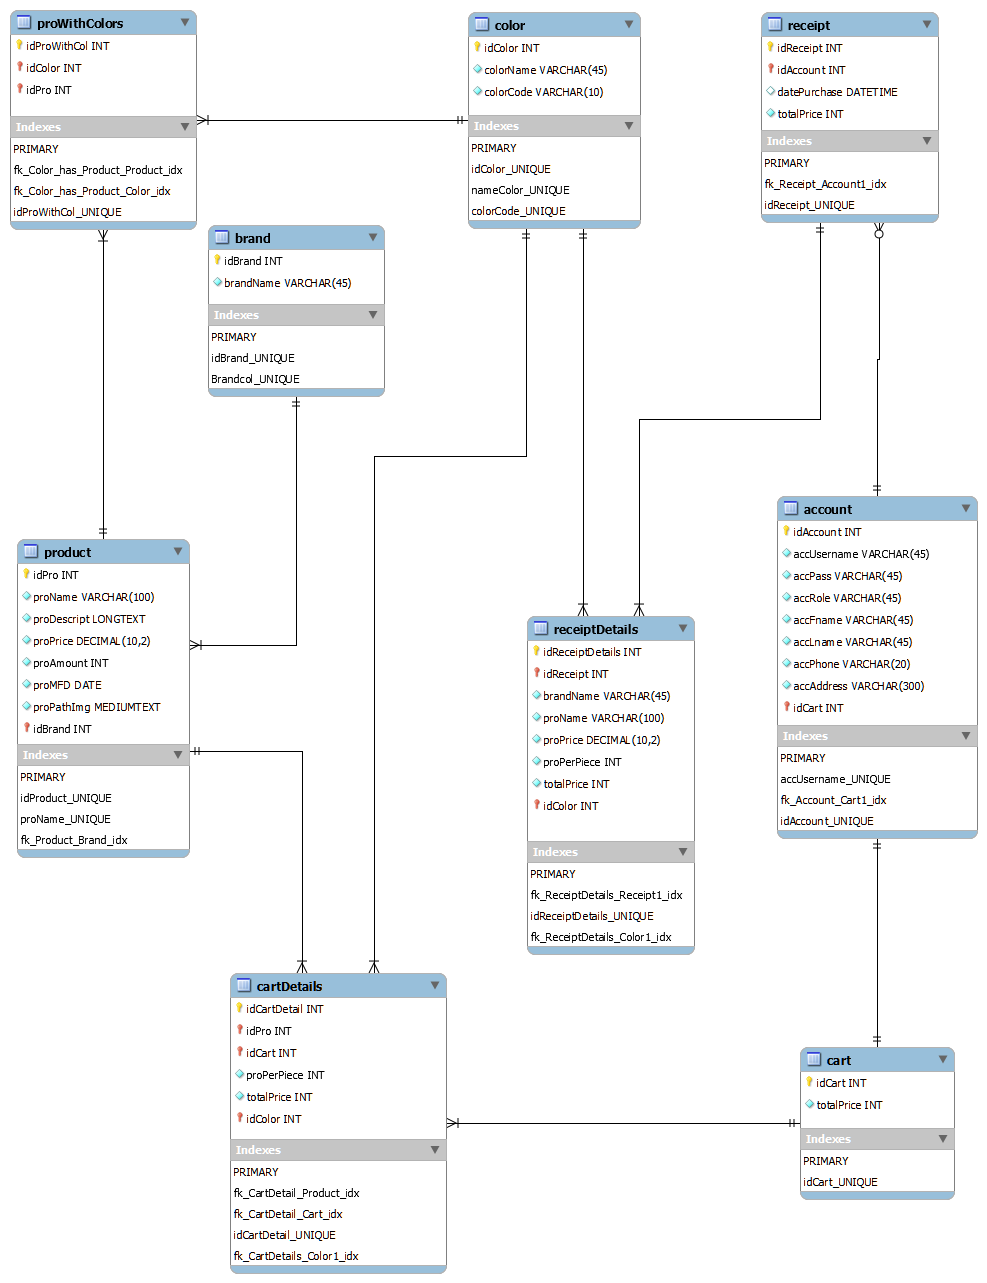 proWithColors
idProWithCol INT
idColor INT
idPro INT
Indexes
PRIMARY
fk_Color_has_Product_Product_idx
fk_Color_has_Product_Color_idx
idProWithCol_UNIQUE
color
idColor INT
colorName VARCHAR(45)
colorCode VARCHAR(10)
Indexes
PRIMARY
idColor_UNIQUE
nameColor_UNIQUE
colorCode_UNIQUE
receipt
idReceipt INT
idAccount INT
datePurchase DATETIME
totalPrice INT
Indexes
PRIMARY
fk_Receipt_Account1_idx
idReceipt_UNIQUE
brand
idBrand INT
brandName VARCHAR(45)
Indexes
PRIMARY
idBrand_UNIQUE
Brandcol_UNIQUE
product
idPro INT
proName VARCHAR(100)
proDescript LONGTEXT
proPrice DECIMAL(10,2)
proAmount INT
proMFD DATE
proPathImg MEDIUMTEXT
idBrand INT
Indexes
PRIMARY
idProduct_UNIQUE
proName_UNIQUE
fk_Product_Brand_idx
account
idAccount INT
accUsername VARCHAR(45)
accPass VARCHAR(45)
accRole VARCHAR(45)
accFname VARCHAR(45)
accLname VARCHAR(45)
accPhone VARCHAR(20)
accAddress VARCHAR(300)
idCart INT
Indexes
PRIMARY
accUsername_UNIQUE
fk_Account_Cart1_idx
idAccount_UNIQUE
receiptDetails
idReceiptDetails INT
idReceipt INT
brandName VARCHAR(45)
proName VARCHAR(100)
proPrice DECIMAL(10,2)
proPerPiece INT
totalPrice INT
idColor INT
Indexes
PRIMARY
fk_ReceiptDetails_Receipt1_idx
idReceiptDetails_UNIQUE
fk_ReceiptDetails_Color1_idx
cartDetails
idCartDetail INT
idPro INT
idCart INT
proPerPiece INT
totalPrice INT
idColor INT
Indexes
PRIMARY
fk_CartDetail_Product_idx
fk_CartDetail_Cart_idx
idCartDetail_UNIQUE
fk_CartDetails_Color1_idx
cart
idCart INT
totalPrice INT
Indexes
PRIMARY
idCart_UNIQUE